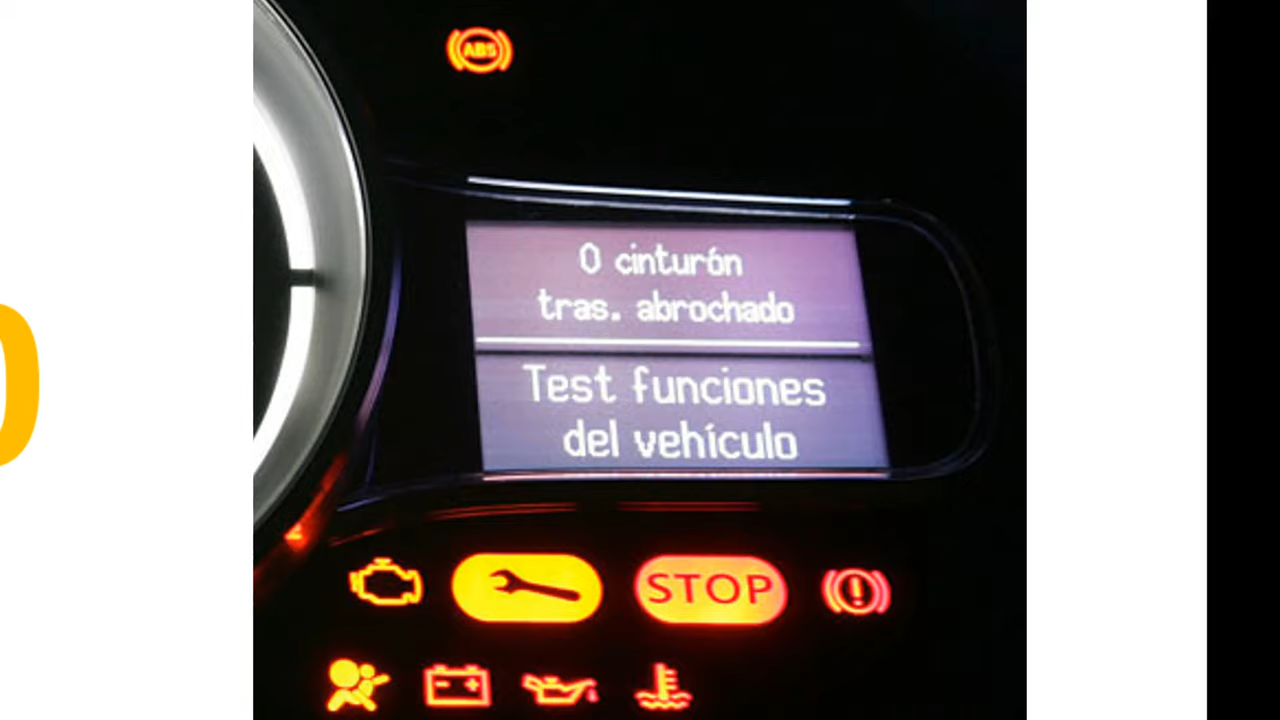 ABS
0 cinturón
tras. abrochado
Test funciones
del vehículo
STOP